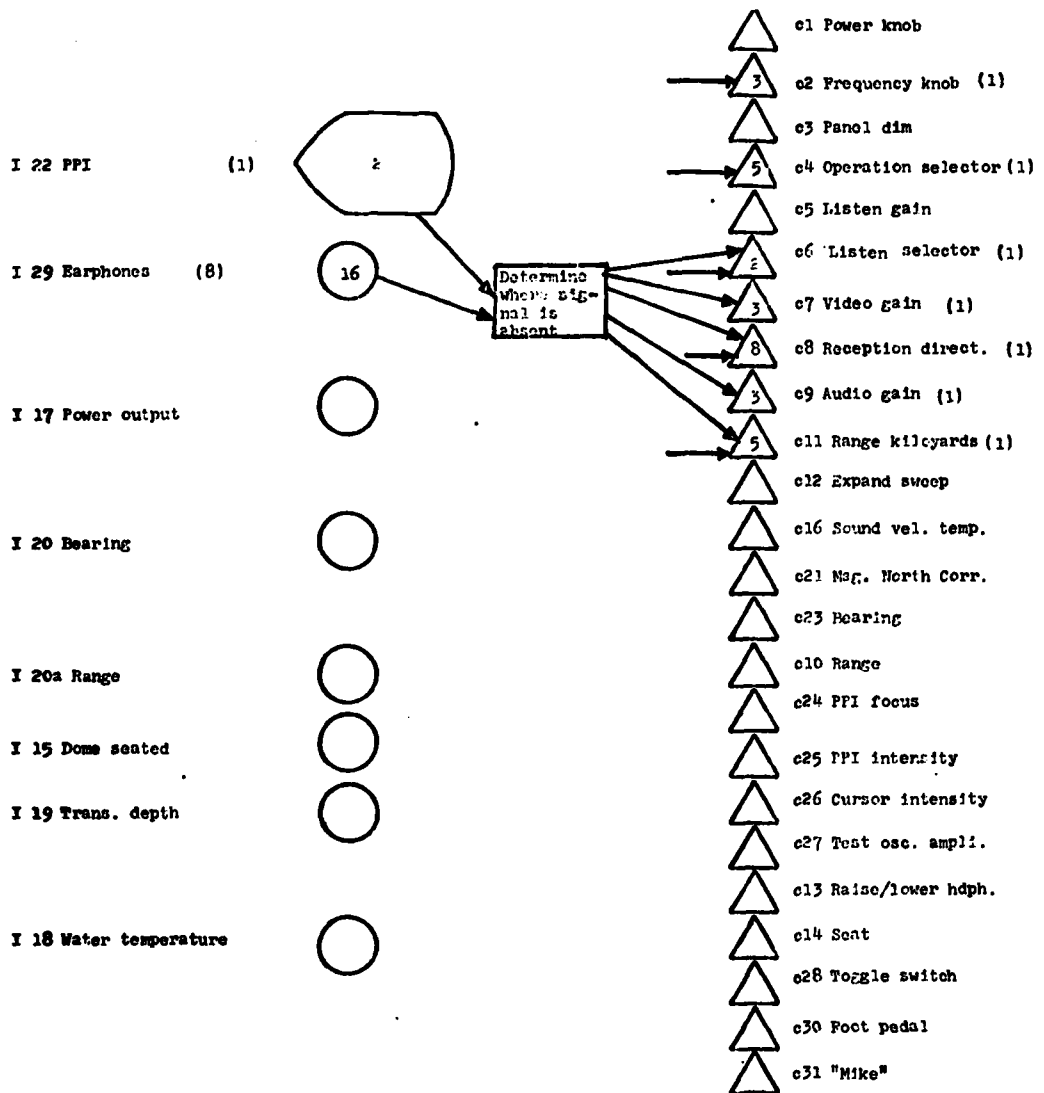 I 22 PPI (1)
2
I 29 Earphones (8)
16
I 17 Power output
I 20 Bearing
I 20a Range
I 15 Dome seated
I 19 Trans. depth
I 18 Water temperature
Determine
where sig-
nal is
absent
c1 Power knob
3 c2 Frequency knob (1)
c3 Panel dim
5 c4 Operation selector (1)
c5 Listen gain
2 c6 Listen selector (1)
3 c7 Video gain (1)
8 c8 Reception direct. (1)
3 c9 Audio gain (1)
5 c11 Range kiloyards (1)
c12 Expand sweep
c16 Sound vel. temp.
c21 Mag. North Corr.
c23 Bearing
c10 Range
c24 PPI focus
c25 PPI intensity
c26 Cursor intensity
c27 Test osc. ampli.
c13 Raise/lower hdph.
c14 Seat
c28 Toggle switch
c30 Foot pedal
c31 "Mike"